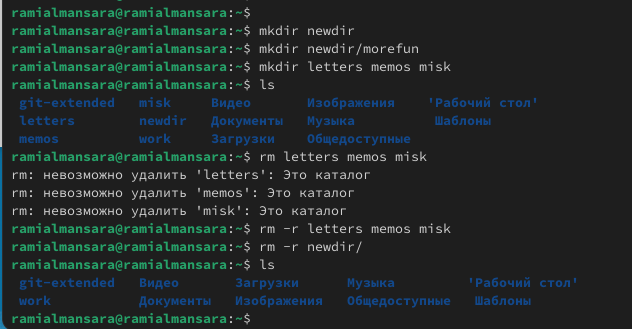 ramialmansara@ramialmansara:~$
ramialmansara@ramialmansara:~$ mkdir newdir
ramialmansara@ramialmansara:~$ mkdir newdir/morefun
ramialmansara@ramialmansara:~$ mkdir letters memos misk
ramialmansara@ramialmansara:~$ ls
git-extended misk Видео Изображения 'Рабочий стол'
letters newdir Документы Музыка Шаблоны
memos work Загрузки Общедоступные
ramialmansara@ramialmansara:~$ rm letters memos misk
rm: невозможно удалить 'letters': Это каталог
rm: невозможно удалить 'memos': Это каталог
rm: невозможно удалить 'misk': Это каталог
ramialmansara@ramialmansara:~$ rm -r letters memos misk
ramialmansara@ramialmansara:~$ rm -r newdir/
ramialmansara@ramialmansara:~$ ls
git-extended Видео Загрузки Музыка 'Рабочий стол'
work Документы Изображения Общедоступные Шаблоны
ramialmansara@ramialmansara:~$